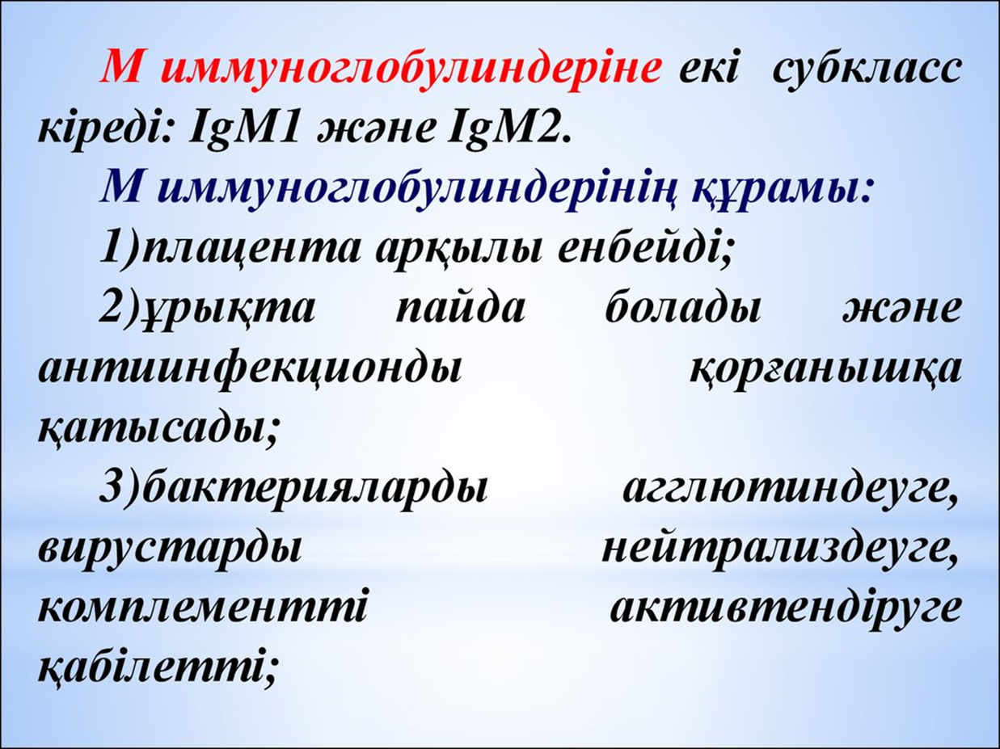 М иммуноглобулиндеріне екі субкласс
кіреді: IgM1 және IgM2.
М иммуноглобулиндерінің құрамы:
1)плацента арқылы енбейді;
2)ұрықта пайда болады және
антиинфекционды қорғанышқа
қатысады;
3)бактерияларды агглютиндеуге,
вирустарды нейтрализдеуге,
комплементті активтендіруге
қабілетті;